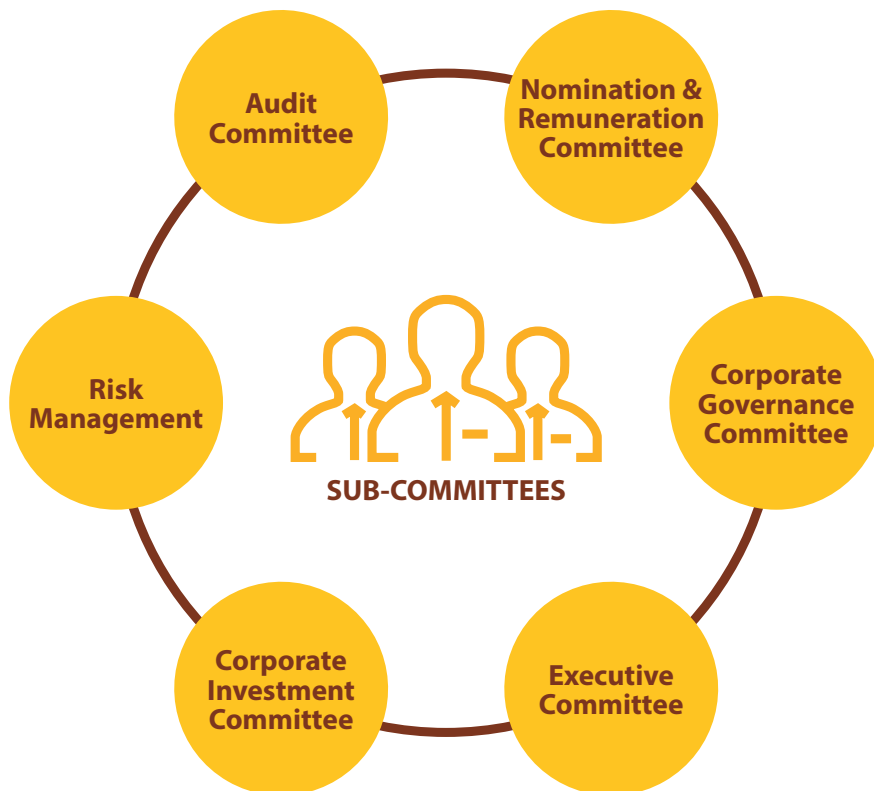 Audit
Committee
Nomination &
Remuneration
Committee
Risk
Management
Corporate
Governance
Committee
SUB-COMMITTEES
Corporate
Investment
Committee
Executive
Committee